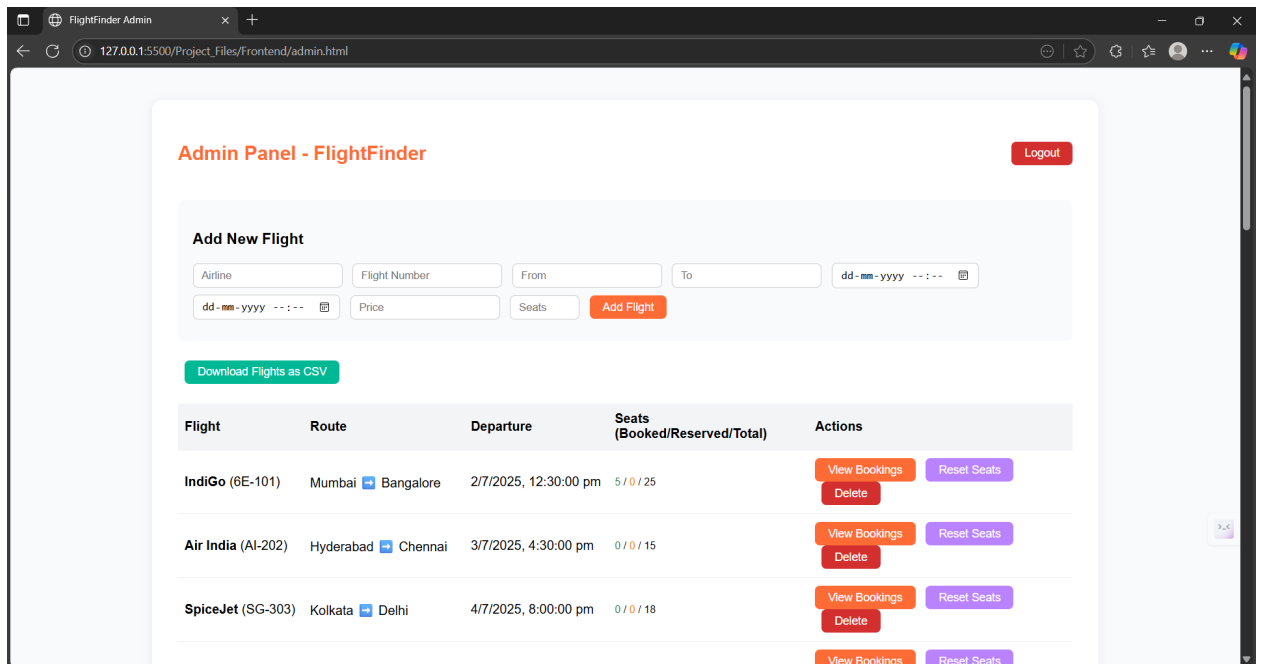 FlightFinder Admin
127.0.0.1:5500/Project_Files/Frontend/admin.html
Admin Panel - FlightFinder
Logout
Add New Flight
Airline Flight Number From To dd-mm-yyyy --:--
dd-mm-yyyy --:-- Price Seats Add Flight
Download Flights as CSV
Flight Route Departure Seats (Booked/Reserved/Total) Actions
IndiGo (6E-101) Mumbai ➡️ Bangalore 2/7/2025, 12:30:00 pm 5 / 0 / 25 View Bookings Reset Seats
Delete
Air India (AI-202) Hyderabad ➡️ Chennai 3/7/2025, 4:30:00 pm 0 / 0 / 15 View Bookings Reset Seats
Delete
SpiceJet (SG-303) Kolkata ➡️ Delhi 4/7/2025, 8:00:00 pm 0 / 0 / 18 View Bookings Reset Seats
Delete
View Bookings Reset Seats